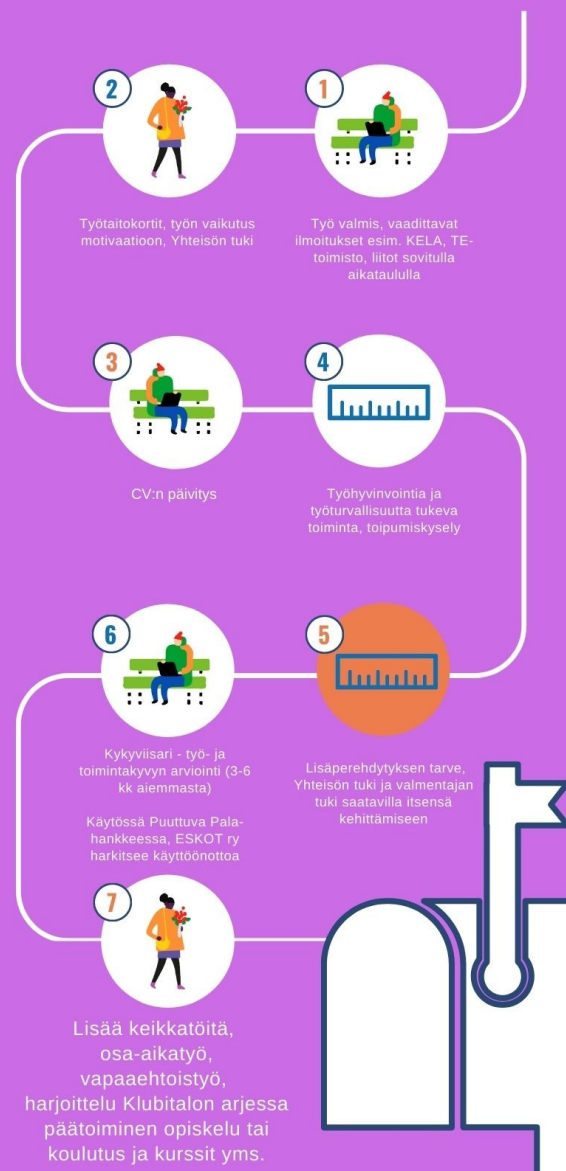 1
Työ valmis, vaadittavat
ilmoitukset esim. KELA, TE-
toimisto, liitot sovitulla
aikataululla
2
Työtaitokortit, työn vaikutus
motivaatioon, Yhteisön tuki
3
CV:n päivitys
4
Työhyvinvointia ja
työturvallisuutta tukeva
toiminta, toipumiskysely
5
Lisäperehdytyksen tarve,
Yhteisön tuki ja valmentajan
tuki saatavilla itsensä
kehittämiseen
6
Kykyviisari - työ- ja
toimintakyvyn arviointi (3-6
kk aiemmasta)
Käytössä Puuttuva Pala-
hankkeessa, ESKOT ry
harkitsee käyttöönottoa
7
Lisää keikkatöitä,
osa-aikatyö,
vapaaehtoistyö,
harjoittelu Klubitalon arjessa
päätoiminen opiskelu tai
koulutus ja kurssit yms.